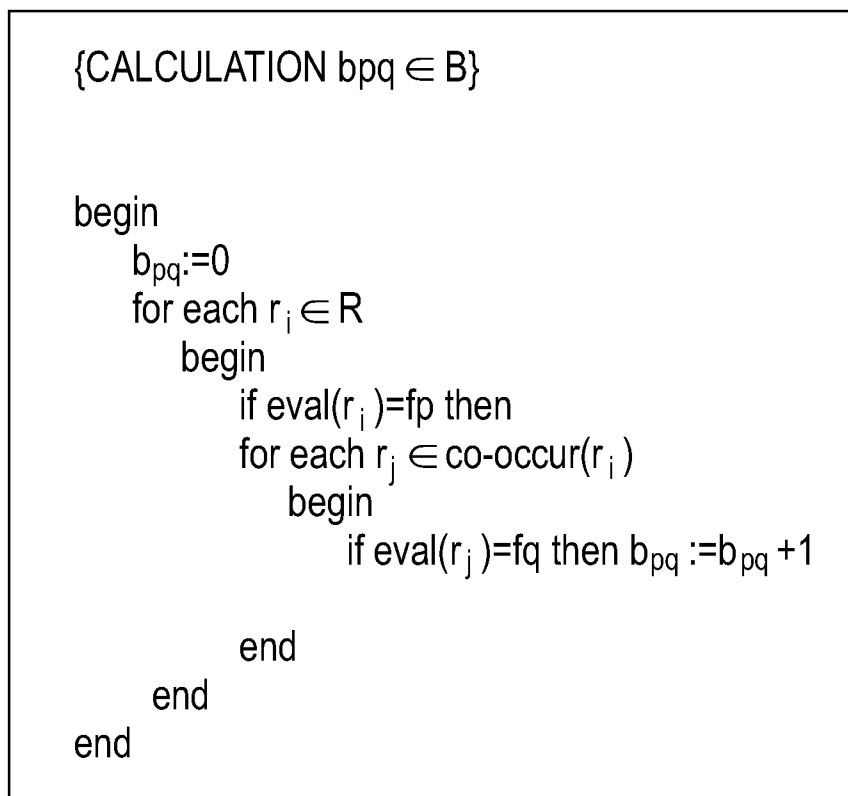 {CALCULATION bpq ∈ B}
begin
b_pq:=0
for each r_i ∈ R
begin
if eval(r_i)=fp then
for each r_j ∈ co-occur(r_i)
begin
if eval(r_j)=fq then b_pq :=b_pq +1
end
end
end